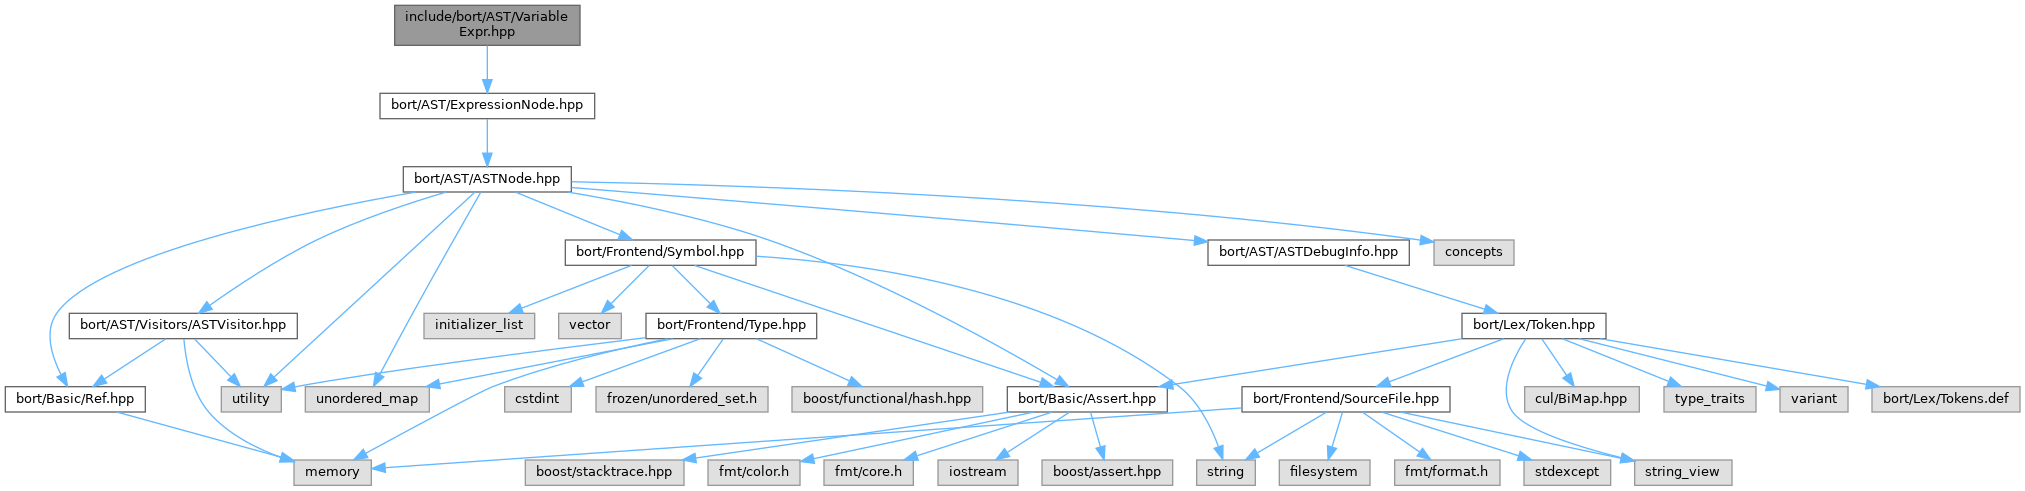 include/bort/AST/Variable
Expr.hpp
bort/AST/ExpressionNode.hpp
bort/AST/ASTNode.hpp
bort/Frontend/Symbol.hpp
bort/AST/ASTDebugInfo.hpp
concepts
bort/AST/Visitors/ASTVisitor.hpp
initializer_list
vector
bort/Frontend/Type.hpp
bort/Lex/Token.hpp
bort/Basic/Ref.hpp
utility
unordered_map
cstdint
frozen/unordered_set.h
boost/functional/hash.hpp
bort/Basic/Assert.hpp
bort/Frontend/SourceFile.hpp
cul/BiMap.hpp
type_traits
variant
bort/Lex/Tokens.def
memory
boost/stacktrace.hpp
fmt/color.h
fmt/core.h
iostream
boost/assert.hpp
string
filesystem
fmt/format.h
stdexcept
string_view